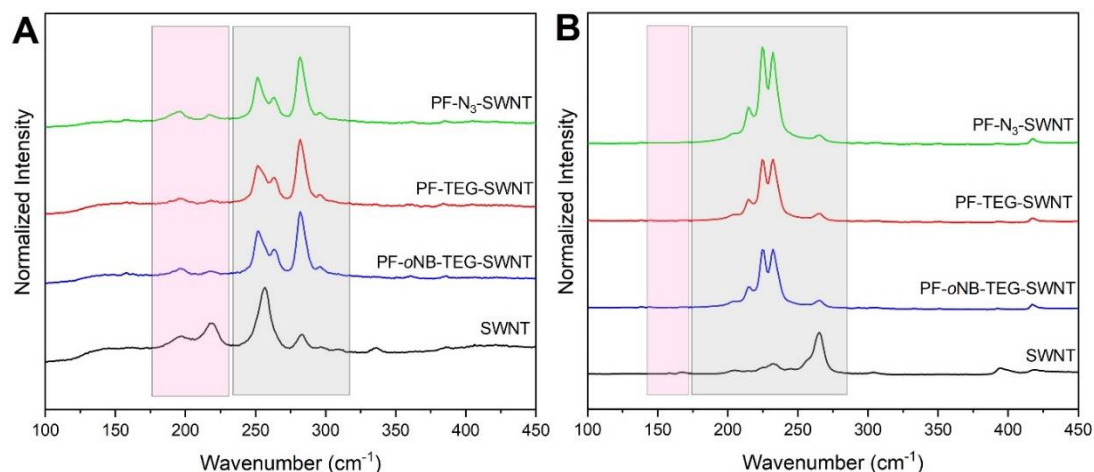 A
Normalized Intensity
PF-N₃-SWNT
PF-TEG-SWNT
PF-oNB-TEG-SWNT
SWNT
100 150 200 250 300 350 400 450
Wavenumber (cm⁻¹)
B
Normalized Intensity
PF-N₃-SWNT
PF-TEG-SWNT
PF-oNB-TEG-SWNT
SWNT
100 150 200 250 300 350 400 450
Wavenumber (cm⁻¹)